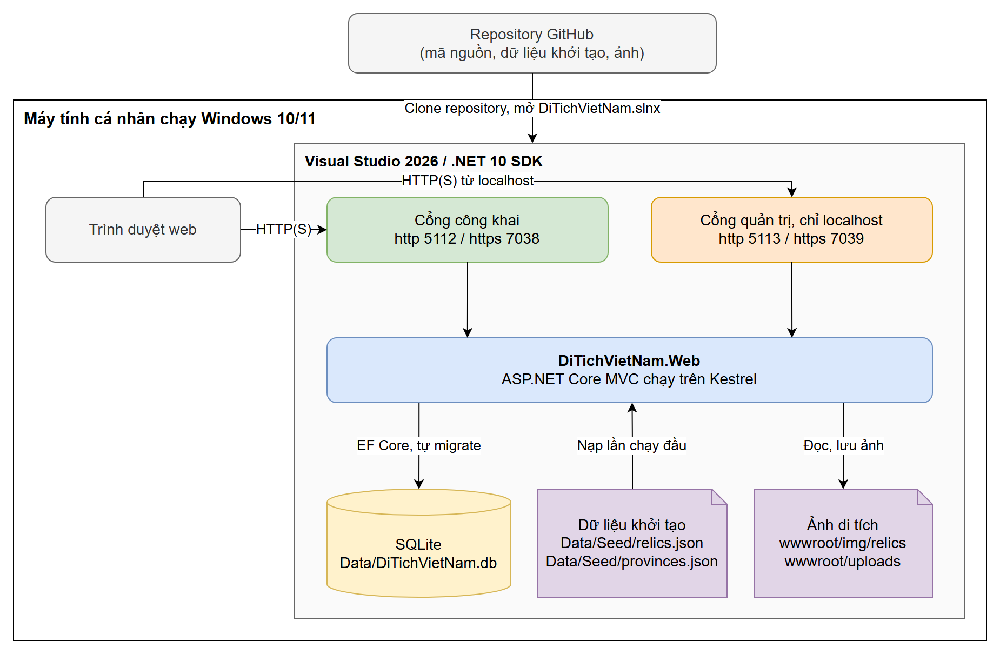 Repository GitHub
(mã nguồn, dữ liệu khởi tạo, ảnh)
Clone repository, mở DiTichVietNam.slnx
Máy tính cá nhân chạy Windows 10/11
Visual Studio 2026 / .NET 10 SDK
HTTP(S) từ localhost
Trình duyệt web
HTTP(S)
Cổng công khai
http 5112 / https 7038
Cổng quản trị, chỉ localhost
http 5113 / https 7039
DiTichVietNam.Web
ASP.NET Core MVC chạy trên Kestrel
EF Core, tự migrate
Nạp lần chạy đầu
Đọc, lưu ảnh
SQLite
Data/DiTichVietNam.db
Dữ liệu khởi tạo
Data/Seed/relics.json
Data/Seed/provinces.json
Ảnh di tích
wwwroot/img/relics
wwwroot/uploads